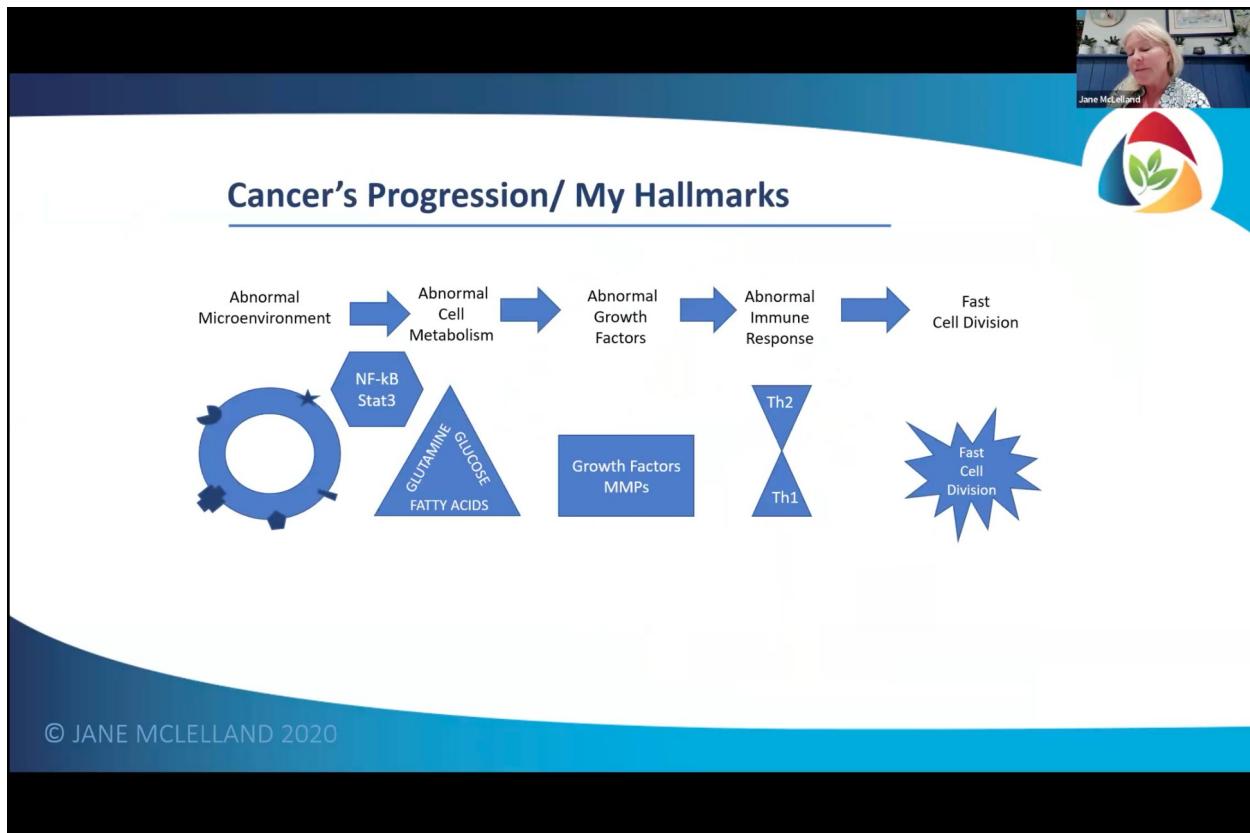 Jane McLelland
Cancer's Progression/ My Hallmarks
Abnormal
Microenvironment
Abnormal
Cell
Metabolism
Abnormal
Growth
Factors
Abnormal
Immune
Response
Fast
Cell Division
NF-kB
Stat3
GLUTAMINE
GLUCOSE
FATTY ACIDS
Growth Factors
MMPs
Th2
Th1
Fast
Cell
Division
© JANE MCLELLAND 2020